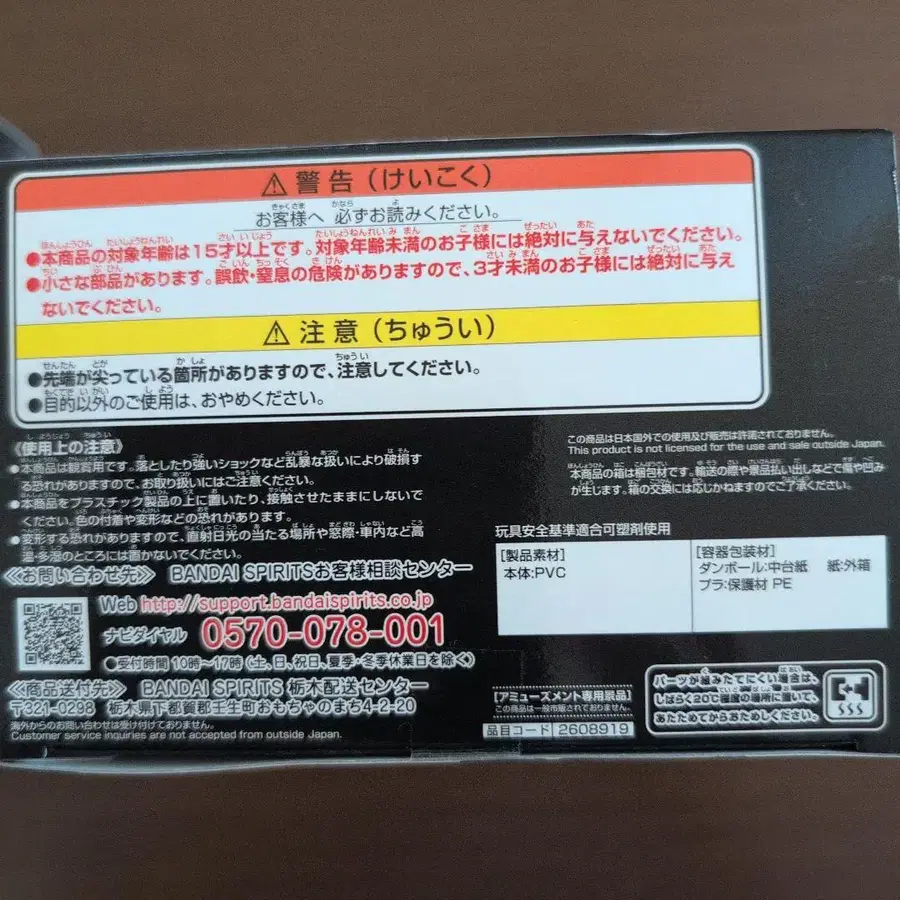 ⚠警告(けいこく)
お客様へ 必ずお読みください。
●本商品の対象年齢は15才以上です。対象年齢未満のお子様には絶対に与えないでください。
●小さな部品があります。誤飲・窒息の危険がありますので、3才未満のお子様には絶対に与え
ないでください。
⚠注意(ちゅうい)
●先端が尖っている箇所がありますので、注意してください。
●目的以外のご使用は、おやめください。
《使用上の注意》
●本商品は観賞用です。落としたり強いショックなど乱暴な扱いにより破損す
る恐れがありますので、お取り扱いにはご注意ください。
●本商品をプラスチック製品の上に置いたり、接触させたままにしないで
ください。色の付着や変形などの恐れがあります。
●変形する恐れがありますので、直射日光の当たる場所や窓際・車内など高
温・多湿のところには置かないでください。
この商品は日本国外での使用及び販売は許諾されておりません。
This product is not licensed for the use and sale outside Japan.
本商品の箱は梱包材です。輸送の際や景品払い出しなどで傷や凹み
が生じます。箱の交換には応じかねますのでご了承ください。
玩具安全基準適合可塑剤使用
[製品素材]
本体:PVC
[容器包装材]
ダンボール:中台紙 紙:外箱
プラ:保護材 PE
≪お問い合わせ先≫ BANDAI SPIRITSお客様相談センター
Web http://support.bandaispirits.co.jp
ナビダイヤル 0570-078-001
●受付時間 10時~17時(土、日、祝日、夏季・冬季休業日を除く)
≪商品送付先≫ BANDAI SPIRITS 栃木配送センター
〒321-0298 栃木県下都賀郡壬生町おもちゃのまち4-2-20
海外からのお問い合わせは受け付けておりません。
Customer service inquiries are not accepted from outside Japan.
[アミューズメント専用景品]
この商品は一般市販されておりません。
品目コード 2608919
パーツが組みたてにくい場合は、
しばらく20℃程度の場所に置いて、
あたためてからおためしください。